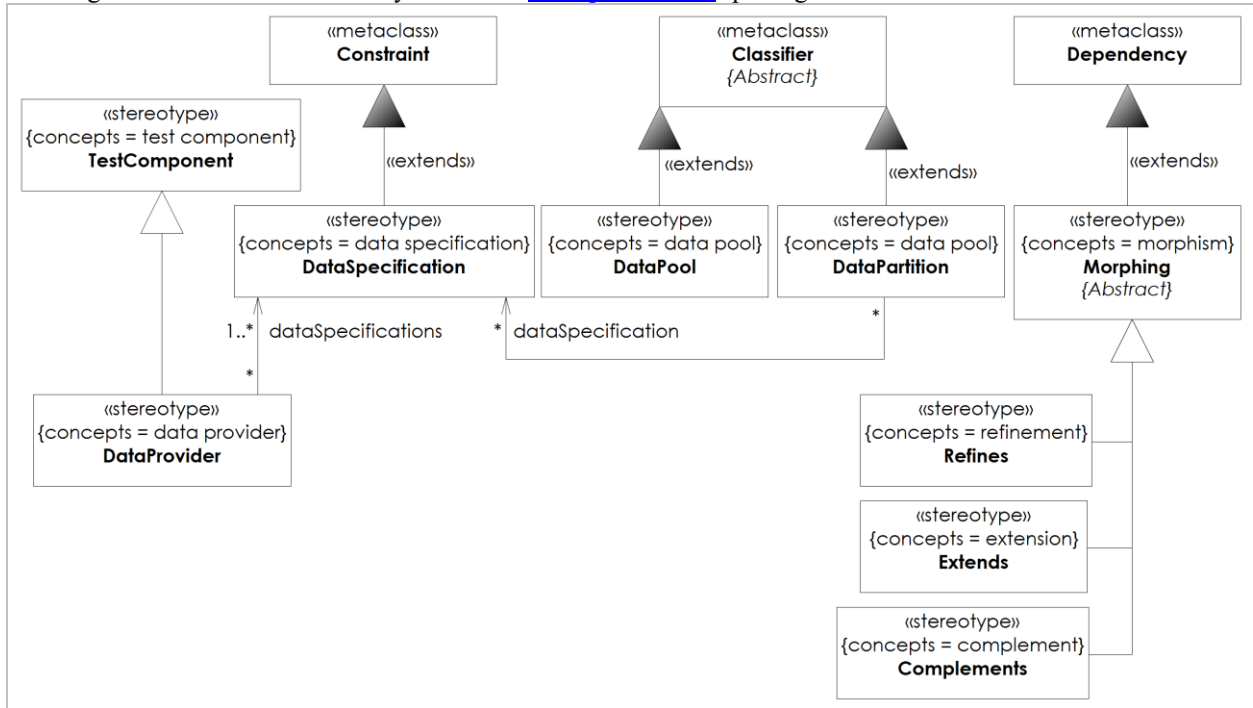 «metaclass»
Constraint
«metaclass»
Classifier
{Abstract}
«metaclass»
Dependency
«stereotype»
{concepts = test component}
TestComponent
«extends»
«extends»
«extends»
«extends»
«stereotype»
{concepts = data specification}
DataSpecification
«stereotype»
{concepts = data pool}
DataPool
«stereotype»
{concepts = data pool}
DataPartition
«stereotype»
{concepts = morphism}
Morphing
{Abstract}
1..* dataSpecifications
*
* dataSpecification
*
«stereotype»
{concepts = data provider}
DataProvider
«stereotype»
{concepts = refinement}
Refines
«stereotype»
{concepts = extension}
Extends
«stereotype»
{concepts = complement}
Complements